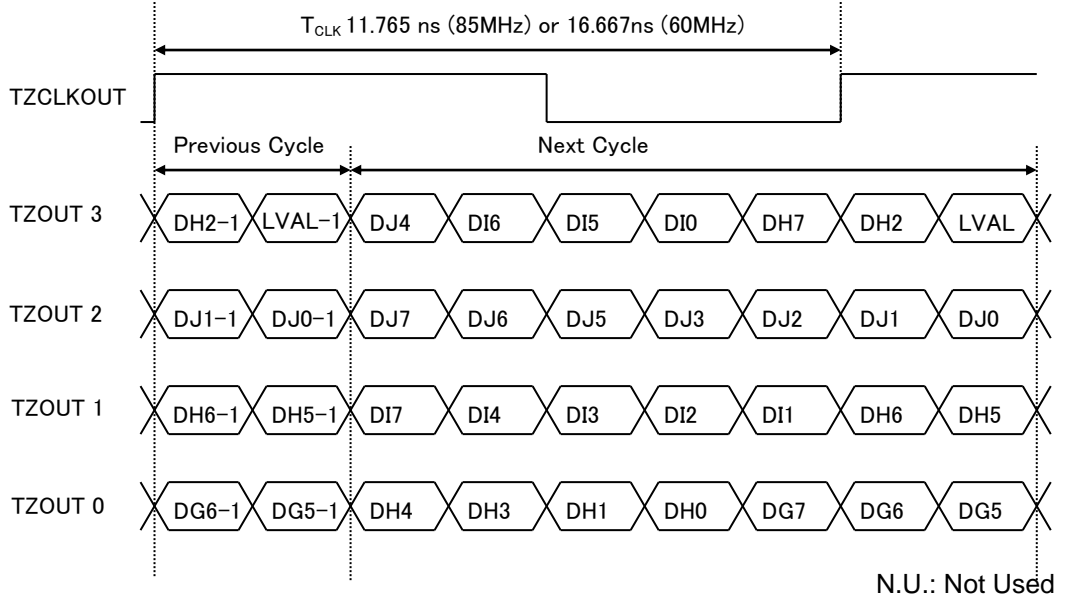 T_CLK 11.765 ns (85MHz) or 16.667ns (60MHz)
TZCLKOUT
Previous Cycle Next Cycle
TZOUT 3 DH2-1 LVAL-1 DJ4 DI6 DI5 DI0 DH7 DH2 LVAL
TZOUT 2 DJ1-1 DJ0-1 DJ7 DJ6 DJ5 DJ3 DJ2 DJ1 DJ0
TZOUT 1 DH6-1 DH5-1 DI7 DI4 DI3 DI2 DI1 DH6 DH5
TZOUT 0 DG6-1 DG5-1 DH4 DH3 DH1 DH0 DG7 DG6 DG5
N.U.: Not Used